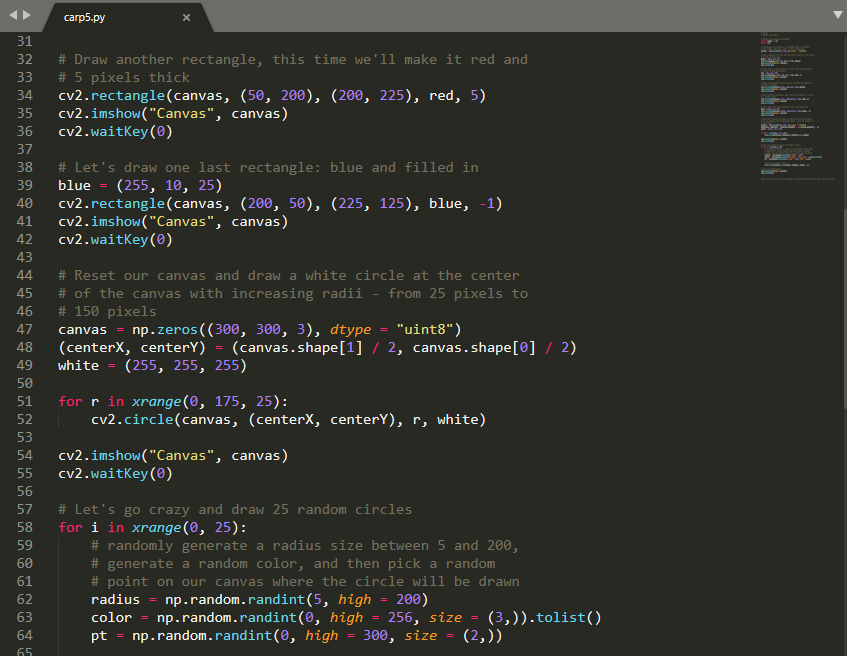 carp5.py ×
31
32 # Draw another rectangle, this time we'll make it red and
33 # 5 pixels thick
34 cv2.rectangle(canvas, (50, 200), (200, 225), red, 5)
35 cv2.imshow("Canvas", canvas)
36 cv2.waitKey(0)
37
38 # Let's draw one last rectangle: blue and filled in
39 blue = (255, 10, 25)
40 cv2.rectangle(canvas, (200, 50), (225, 125), blue, -1)
41 cv2.imshow("Canvas", canvas)
42 cv2.waitKey(0)
43
44 # Reset our canvas and draw a white circle at the center
45 # of the canvas with increasing radii - from 25 pixels to
46 # 150 pixels
47 canvas = np.zeros((300, 300, 3), dtype = "uint8")
48 (centerX, centerY) = (canvas.shape[1] / 2, canvas.shape[0] / 2)
49 white = (255, 255, 255)
50
51 for r in xrange(0, 175, 25):
52     cv2.circle(canvas, (centerX, centerY), r, white)
53
54 cv2.imshow("Canvas", canvas)
55 cv2.waitKey(0)
56
57 # Let's go crazy and draw 25 random circles
58 for i in xrange(0, 25):
59     # randomly generate a radius size between 5 and 200,
60     # generate a random color, and then pick a random
61     # point on our canvas where the circle will be drawn
62     radius = np.random.randint(5, high = 200)
63     color = np.random.randint(0, high = 256, size = (3,)).tolist()
64     pt = np.random.randint(0, high = 300, size = (2,))
65